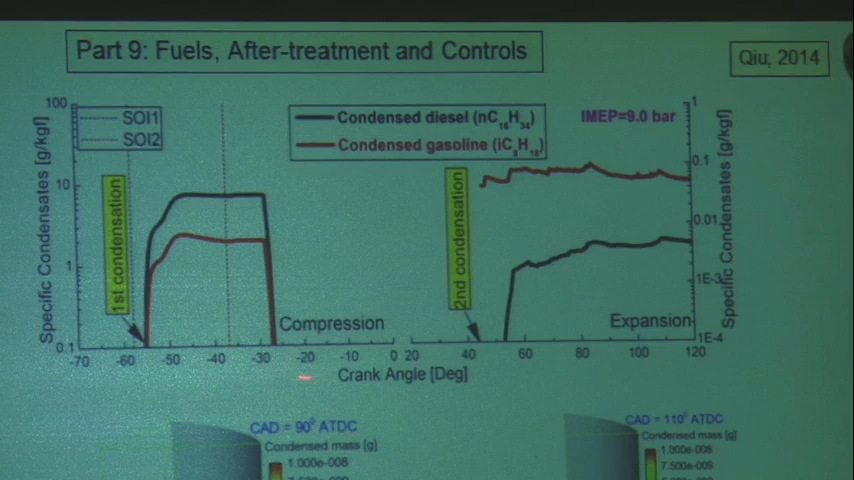 Part 9: Fuels, After-treatment and Controls
Qiu, 2014
100
10
1
0.1
Specific Condensates [g/kgf]
SOI1
SOI2
Condensed diesel (nC16H34)
Condensed gasoline (iC8H18)
IMEP=9.0 bar
1
0.1
0.01
1E-3
1E-4
Specific Condensates [g/kgf]
1st condensation
2nd condensation
Compression
Expansion
-70 -60 -50 -40 -30 -20 -10 0 20 40 60 80 100 120
Crank Angle [Deg]
CAD = 90° ATDC
Condensed mass [g]
1.000e-008
CAD = 110° ATDC
Condensed mass [g]
1.000e-008
7.500e-009